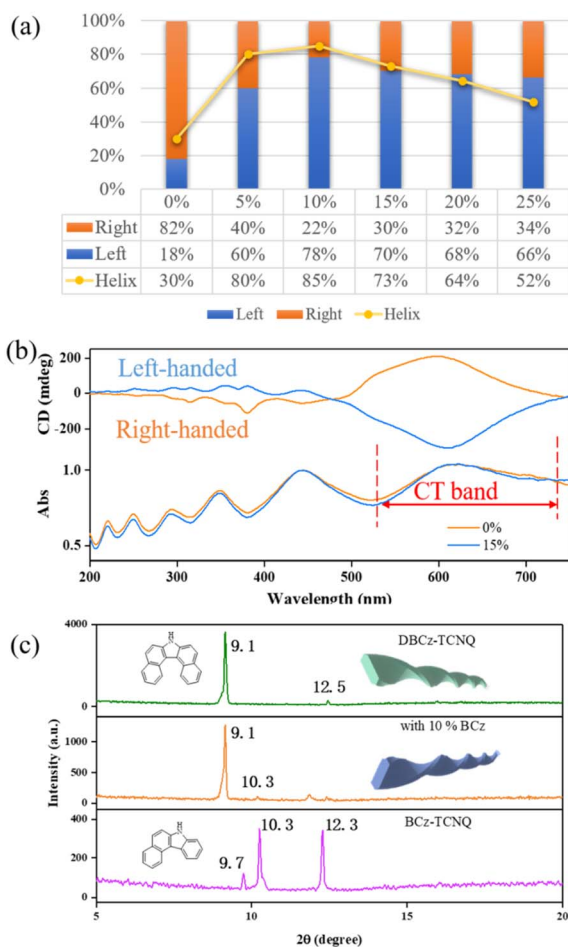 (a)
100%
80%
60%
40%
20%
0%
0% 5% 10% 15% 20% 25%
Right 82% 40% 22% 30% 32% 34%
Left 18% 60% 78% 70% 68% 66%
Helix 30% 80% 85% 73% 64% 52%
Left Right Helix
(b)
CD (mdeg)
200
0
-200
Left-handed
Right-handed
Abs
1.0
0.5
CT band
0%
15%
200 300 400 500 600 700
Wavelength (nm)
(c)
Intensity (a.u.)
4000
2000
0
H
N
9.1
12.5
DBCz-TCNQ
1000
500
0
9.1
10.3
with 10 % BCz
400
200
0
H
N
9.7
10.3
12.3
BCz-TCNQ
5 10 15 20
2θ (degree)